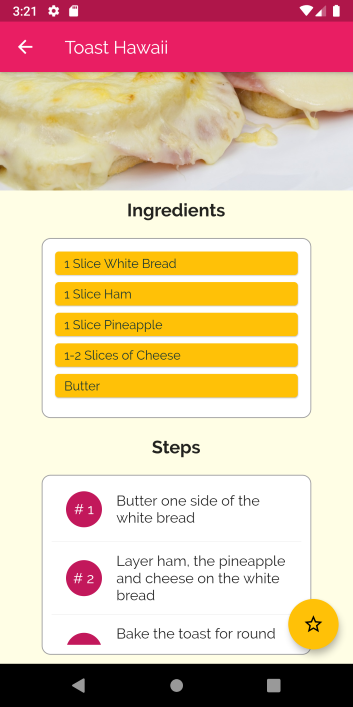 3:21
Toast Hawaii
Ingredients
1 Slice White Bread
1 Slice Ham
1 Slice Pineapple
1-2 Slices of Cheese
Butter
Steps
# 1
Butter one side of the
white bread
# 2
Layer ham, the pineapple
and cheese on the white
bread
Bake the toast for round